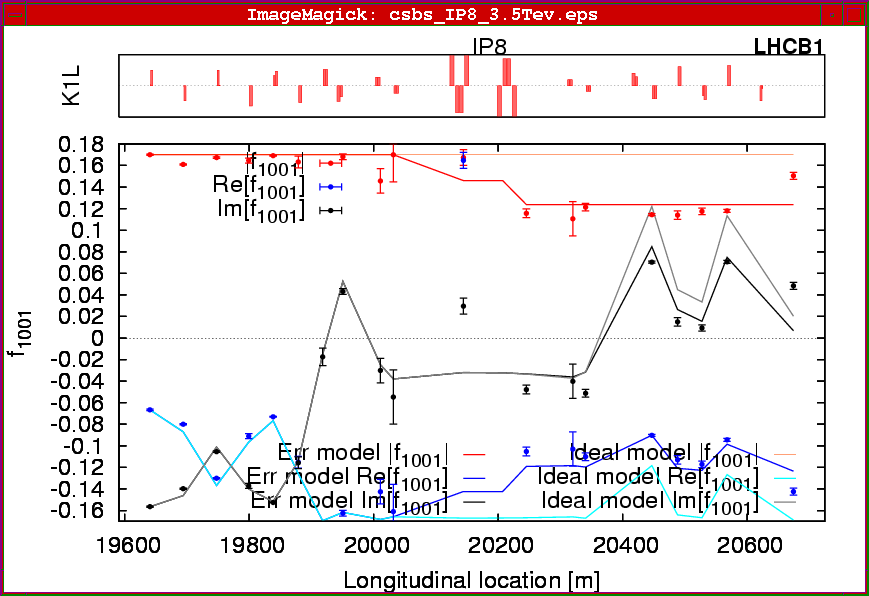 ImageMagick: csbs_IP8_3.5Tev.eps
IP8
LHCB1
K1L
0.18
0.16
0.14
0.12
0.1
0.08
0.06
0.04
0.02
0
-0.02
-0.04
-0.06
-0.08
-0.1
-0.12
-0.14
-0.16
f1001
|f1001|
Re[f1001]
Im[f1001]
Err model |f1001|
Err model Re[f1001]
Err model Im[f1001]
Ideal model |f1001|
Ideal model Re[f1001]
Ideal model Im[f1001]
19600 19800 20000 20200 20400 20600
Longitudinal location [m]